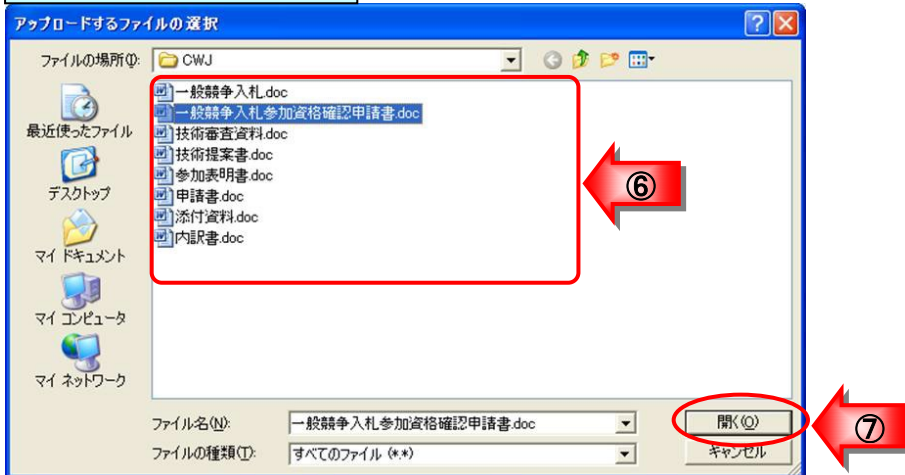 アップロードするファイルの選択
ファイルの場所(I):
CWJ
最近使ったファイル
デスクトップ
マイ ドキュメント
マイ コンピュータ
マイ ネットワーク
一般競争入札.doc
一般競争入札参加資格確認申請書.doc
技術審査資料.doc
技術提案書.doc
参加表明書.doc
申請書.doc
添付資料.doc
内訳書.doc
⑥
ファイル名(N):
一般競争入札参加資格確認申請書.doc
開く(O)
⑦
ファイルの種類(T):
すべてのファイル (*.*)
キャンセル